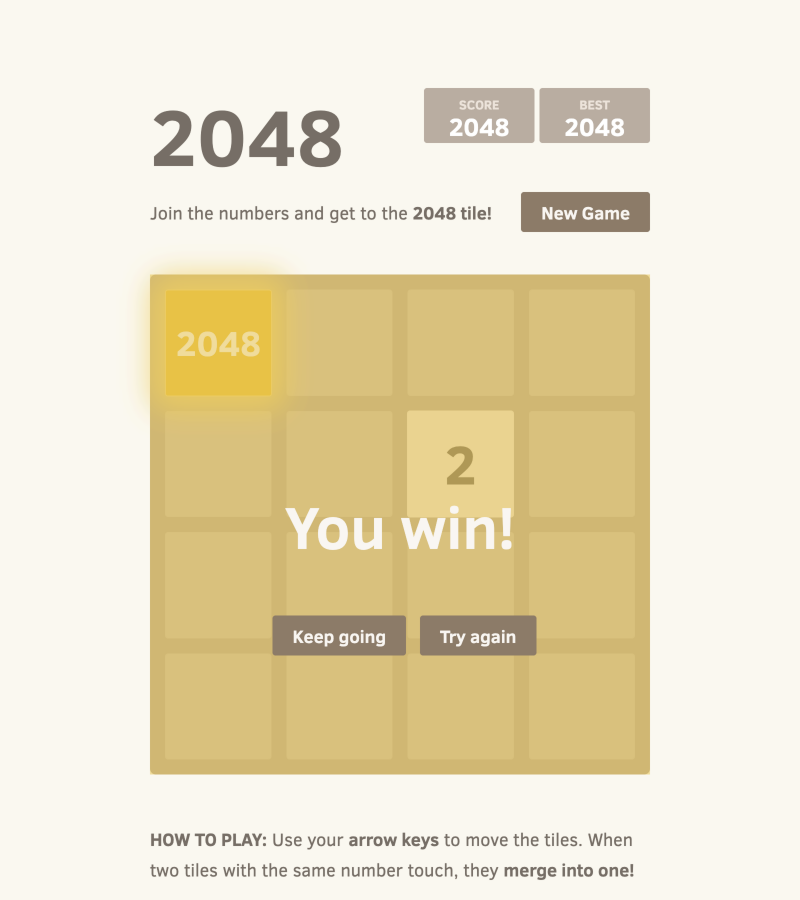 2048
SCORE
2048
BEST
2048
Join the numbers and get to the 2048 tile!
New Game
2048
2
You win!
Keep going
Try again
HOW TO PLAY: Use your arrow keys to move the tiles. When
two tiles with the same number touch, they merge into one!